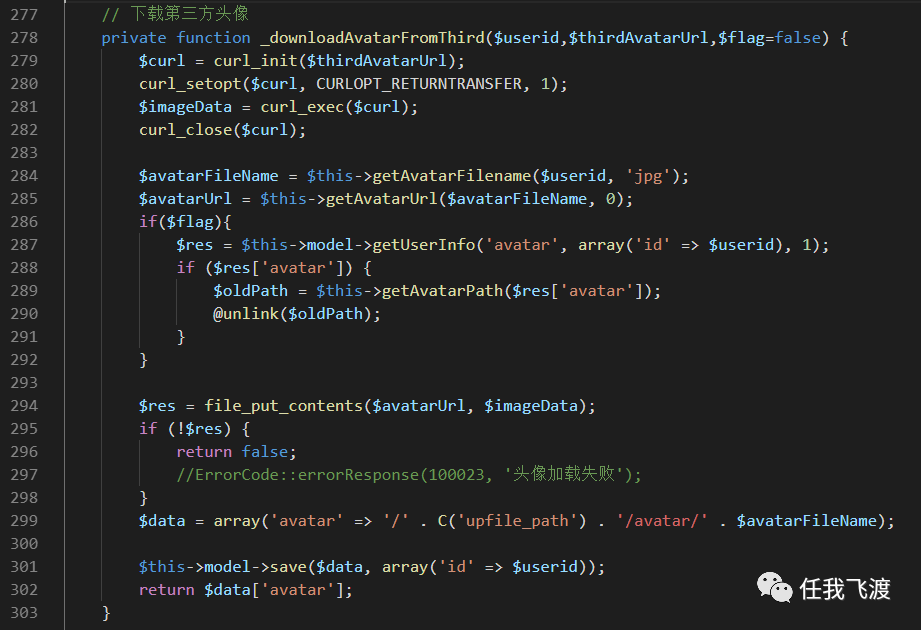 277 // 下载第三方头像
278 private function _downloadAvatarFromThird($userid,$thirdAvatarUrl,$flag=false) {
279 $curl = curl_init($thirdAvatarUrl);
280 curl_setopt($curl, CURLOPT_RETURNTRANSFER, 1);
281 $imageData = curl_exec($curl);
282 curl_close($curl);
283
284 $avatarFileName = $this->getAvatarFilename($userid, 'jpg');
285 $avatarUrl = $this->getAvatarUrl($avatarFileName, 0);
286 if($flag){
287 $res = $this->model->getUserInfo('avatar', array('id' => $userid), 1);
288 if ($res['avatar']) {
289 $oldPath = $this->getAvatarPath($res['avatar']);
290 @unlink($oldPath);
291 }
292 }
293
294 $res = file_put_contents($avatarUrl, $imageData);
295 if (!$res) {
296 return false;
297 //ErrorCode::errorResponse(100023, '头像加载失败');
298 }
299 $data = array('avatar' => '/' . C('upfile_path') . '/avatar/' . $avatarFileName);
300
301 $this->model->save($data, array('id' => $userid));
302 return $data['avatar'];
303 }
任我飞渡